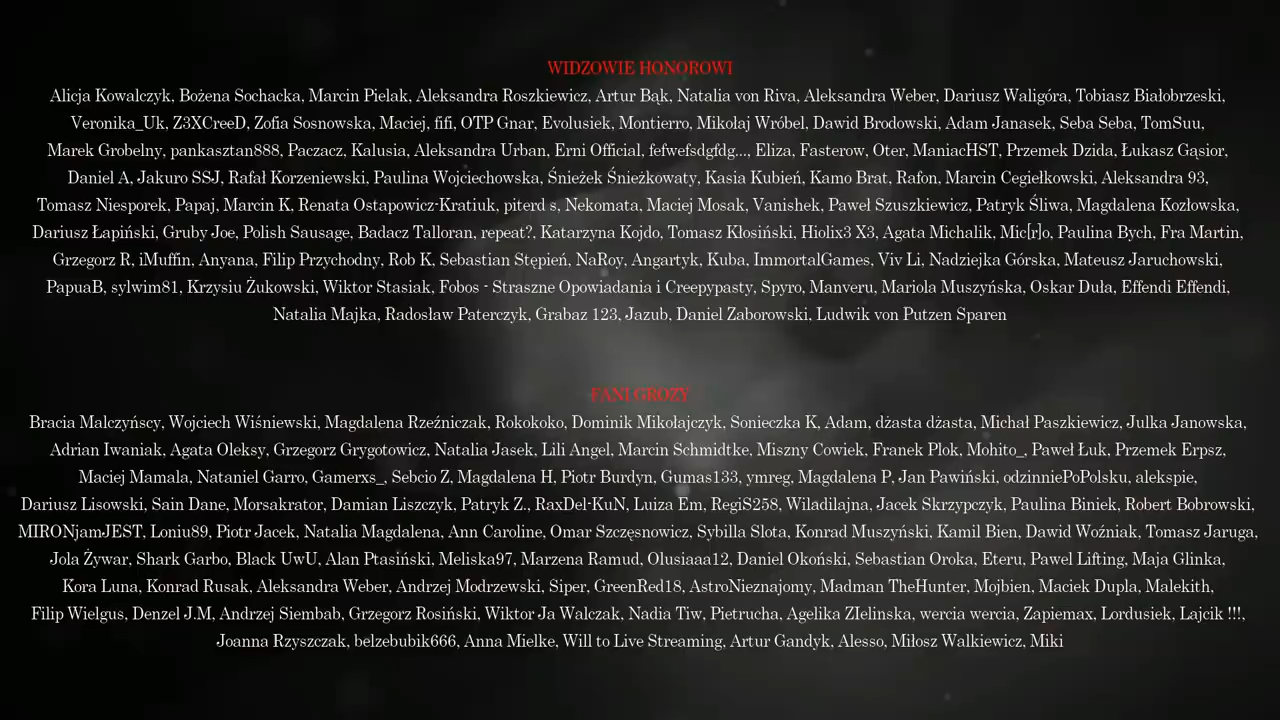 WIDZOWIE HONOROWI
Alicja Kowalczyk, Bożena Sochacka, Marcin Pielak, Aleksandra Roszkiewicz, Artur Bąk, Natalia von Riva, Aleksandra Weber, Dariusz Waligóra, Tobiasz Białobrzeski,
Veronika_Uk, Z3XCreeD, Zofia Sosnowska, Maciej, fifi, OTP Gnar, Evolusiek, Montierro, Mikołaj Wróbel, Dawid Brodowski, Adam Janasek, Seba Seba, TomSuu,
Marek Grobelny, pankasztan888, Paczacz, Kalusia, Aleksandra Urban, Erni Official, fefwefsdgfdg..., Eliza, Fasterow, Oter, ManiacHST, Przemek Dzida, Łukasz Gąsior,
Daniel A, Jakuro SSJ, Rafał Korzeniewski, Paulina Wojciechowska, Śnieżek Śnieżkowaty, Kasia Kubień, Kamo Brat, Rafon, Marcin Cegiełkowski, Aleksandra 93,
Tomasz Niesporek, Papaj, Marcin K, Renata Ostapowicz-Kratiuk, piterd s, Nekomata, Maciej Mosak, Vanishek, Paweł Szuszkiewicz, Patryk Śliwa, Magdalena Kozłowska,
Dariusz Łapiński, Gruby Joe, Polish Sausage, Badacz Talloran, repeat?, Katarzyna Kojdo, Tomasz Kłosiński, Hiolix3 X3, Agata Michalik, Mic[r]o, Paulina Bych, Fra Martin,
Grzegorz R, iMuffin, Anyana, Filip Przychodny, Rob K, Sebastian Stępień, NaRoy, Angartyk, Kuba, ImmortalGames, Viv Li, Nadziejka Górska, Mateusz Jaruchowski,
PapuaB, sylwim81, Krzysiu Żukowski, Wiktor Stasiak, Fobos - Straszne Opowiadania i Creepypasty, Spyro, Manveru, Mariola Muszyńska, Oskar Duła, Effendi Effendi,
Natalia Majka, Radosław Paterczyk, Grabaz 123, Jazub, Daniel Zaborowski, Ludwik von Putzen Sparen
FANI GROZY
Bracia Malczyńscy, Wojciech Wiśniewski, Magdalena Rzeźniczak, Rokokoko, Dominik Mikołajczyk, Sonieczka K, Adam, dżasta dżasta, Michał Paszkiewicz, Julka Janowska,
Adrian Iwaniak, Agata Oleksy, Grzegorz Grygotowicz, Natalia Jasek, Lili Angel, Marcin Schmidtke, Miszny Cowiek, Franek Plok, Mohito_, Paweł Łuk, Przemek Erpsz,
Maciej Mamala, Nataniel Garro, Gamerxs_, Sebcio Z, Magdalena H, Piotr Burdyn, Gumas133, ymreg, Magdalena P, Jan Pawiński, odzinniePoPolsku, alekspie,
Dariusz Lisowski, Sain Dane, Morsakrator, Damian Liszczyk, Patryk Z., RaxDel-KuN, Luiza Em, RegiS258, Wiladilajna, Jacek Skrzypczyk, Paulina Biniek, Robert Bobrowski,
MIRONjamJEST, Loniu89, Piotr Jacek, Natalia Magdalena, Ann Caroline, Omar Szczęsnowicz, Sybilla Slota, Konrad Muszyński, Kamil Bien, Dawid Woźniak, Tomasz Jaruga,
Jola Żywar, Shark Garbo, Black UwU, Alan Ptasiński, Meliska97, Marzena Ramud, Olusiaaa12, Daniel Okoński, Sebastian Oroka, Eteru, Pawel Lifting, Maja Glinka,
Kora Luna, Konrad Rusak, Aleksandra Weber, Andrzej Modrzewski, Siper, GreenRed18, AstroNieznajomy, Madman TheHunter, Mojbien, Maciek Dupla, Malekith,
Filip Wielgus, Denzel J.M, Andrzej Siembab, Grzegorz Rosiński, Wiktor Ja Walczak, Nadia Tiw, Pietrucha, Agelika ZIelinska, wercia wercia, Zapiemax, Lordusiek, Lajcik !!!,
Joanna Rzyszczak, belzebubik666, Anna Mielke, Will to Live Streaming, Artur Gandyk, Alesso, Miłosz Walkiewicz, Miki